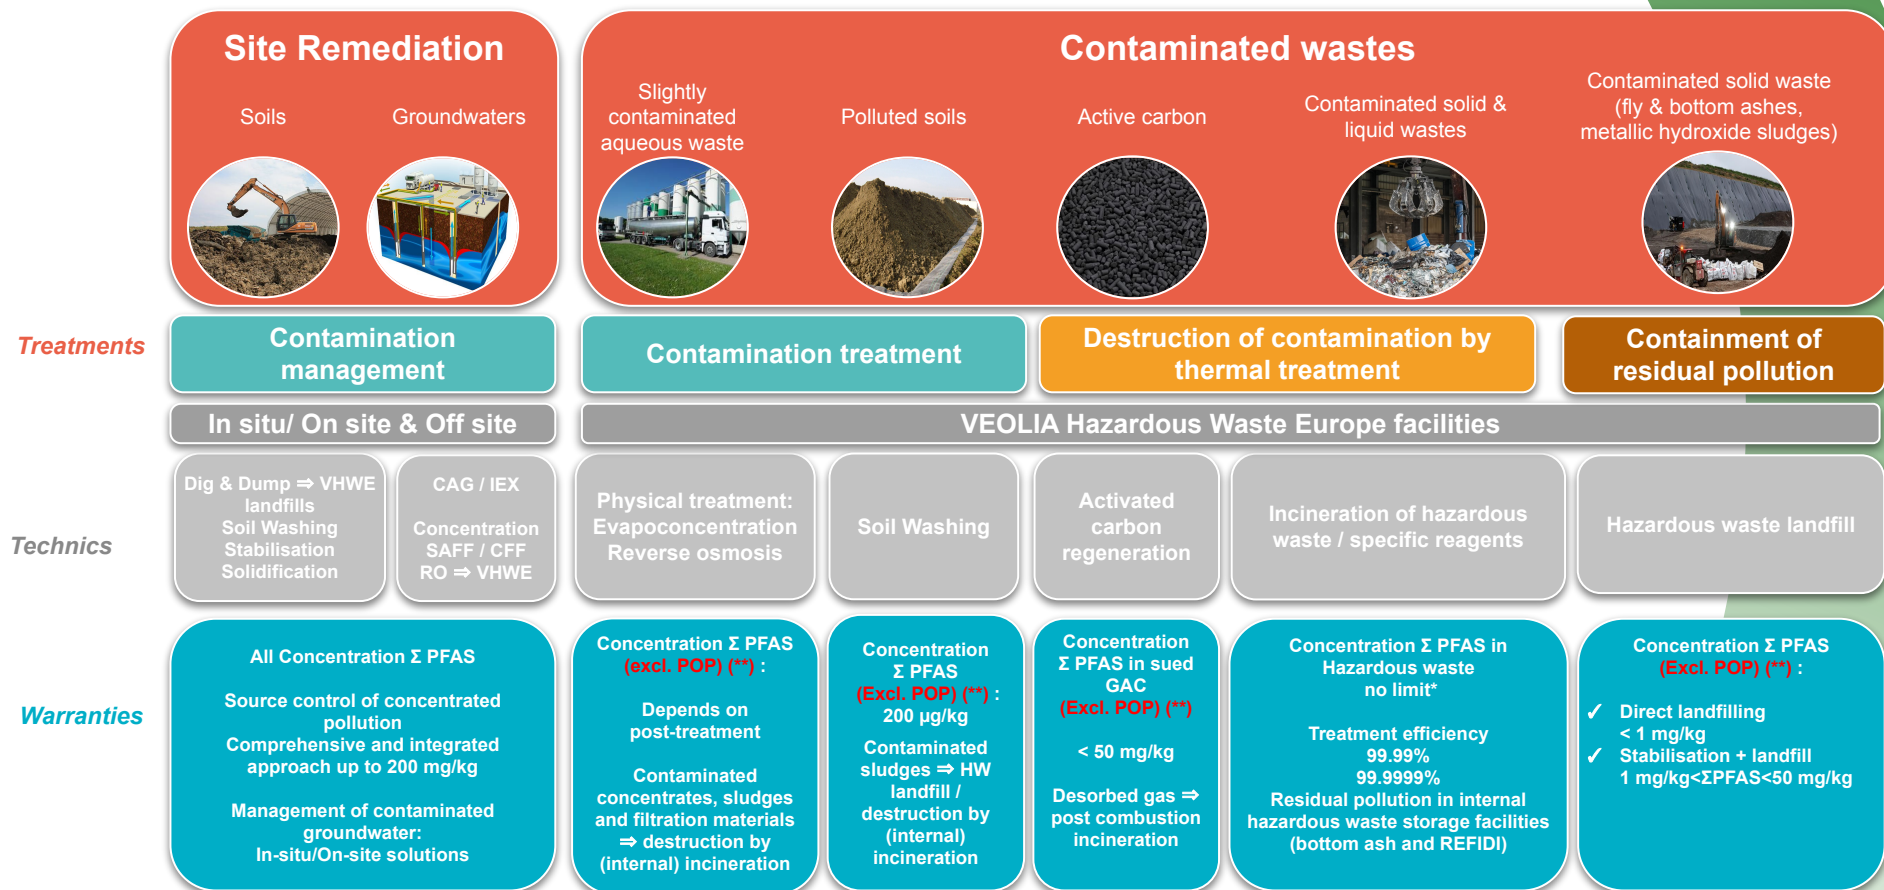 Site Remediation
Soils
Groundwaters
Contaminated wastes
Slightly
contaminated
aqueous waste
Polluted soils
Active carbon
Contaminated solid &
liquid wastes
Contaminated solid waste
(fly & bottom ashes,
metallic hydroxide sludges)
Treatments
Contamination
management
Contamination treatment
Destruction of contamination by
thermal treatment
Containment of
residual pollution
In situ/ On site & Off site
VEOLIA Hazardous Waste Europe facilities
Technics
Dig & Dump ⇒ VHWE
landfills
Soil Washing
Stabilisation
Solidification
CAG / IEX
Concentration
SAFF / CFF
RO ⇒ VHWE
Physical treatment:
Evapoconcentration
Reverse osmosis
Soil Washing
Activated
carbon
regeneration
Incineration of hazardous
waste / specific reagents
Hazardous waste landfill
Warranties
All Concentration Σ PFAS
Source control of concentrated
pollution
Comprehensive and integrated
approach up to 200 mg/kg
Management of contaminated
groundwater:
In-situ/On-site solutions
Concentration Σ PFAS
(excl. POP) (**) :
Depends on
post-treatment
Contaminated
concentrates, sludges
and filtration materials
⇒ destruction by
(internal) incineration
Concentration
Σ PFAS
(Excl. POP) (**) :
200 µg/kg
Contaminated
sludges ⇒ HW
landfill /
destruction by
(internal)
incineration
Concentration
Σ PFAS in sued
GAC
(Excl. POP) (**)
< 50 mg/kg
Desorbed gas ⇒
post combustion
incineration
Concentration Σ PFAS in
Hazardous waste
no limit*
Treatment efficiency
99.99%
99.9999%
Residual pollution in internal
hazardous waste storage facilities
(bottom ash and REFIDI)
Concentration Σ PFAS
(Excl. POP) (**) :
✓ Direct landfilling
< 1 mg/kg
✓ Stabilisation + landfill
1 mg/kg<ΣPFAS<50 mg/kg